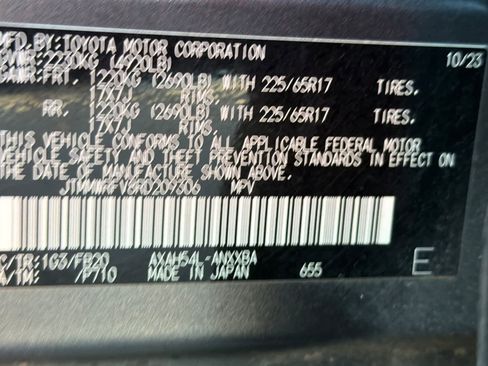 MFD. BY: TOYOTA MOTOR CORPORATION 10/23
GVWR: 2230KG (4920LB)
GAWR: FRT. 1220KG (2690LB) WITH 225/65R17 TIRES.
17X7J RIMS.
RR. 1220KG (2690LB) WITH 225/65R17 TIRES.
17X7J RIMS.
THIS VEHICLE CONFORMS TO ALL APPLICABLE FEDERAL MOTOR
VEHICLE SAFETY AND THEFT PREVENTION STANDARDS IN EFFECT ON
THE DATE OF MANUFACTURE SHOWN ABOVE.
MPV
C/TR:1G3/FB20 AXAH54L-ANXXBA
A/TM: /P710 MADE IN JAPAN 655 E